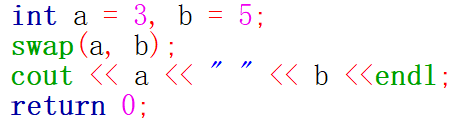 int a = 3, b = 5;
swap(a, b);
cout << a << " " << b <<endl;
return 0;